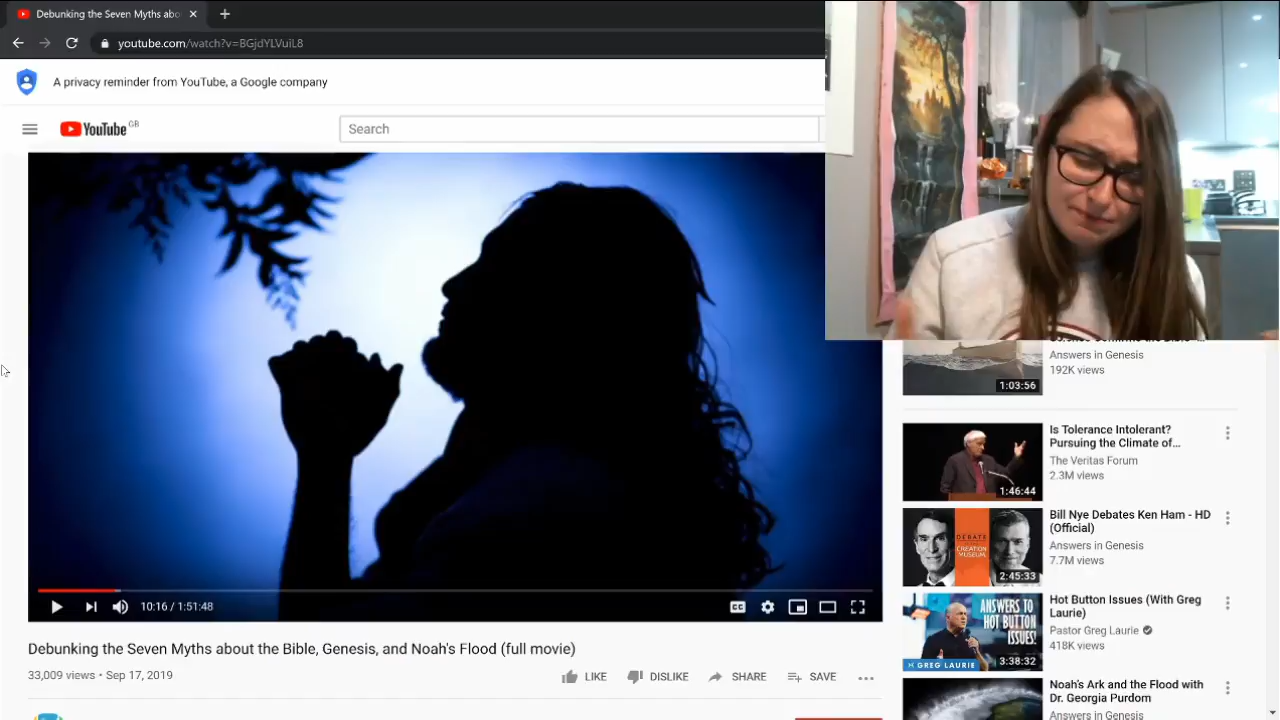 Debunking the Seven Myths abo
youtube.com/watch?v=BGjdYLVuiL8
A privacy reminder from YouTube, a Google company
YouTube GB
Search
10:16 / 1:51:48
Debunking the Seven Myths about the Bible, Genesis, and Noah's Flood (full movie)
33,009 views • Sep 17, 2019
LIKE
DISLIKE
SHARE
SAVE
Answers in Genesis
192K views
1:03:56
Is Tolerance Intolerant?
Pursuing the Climate of...
The Veritas Forum
2.3M views
1:46:44
Bill Nye Debates Ken Ham - HD
(Official)
Answers in Genesis
7.7M views
DEBATE
CREATION
MUSEUM
2:45:33
Hot Button Issues (With Greg
Laurie)
Pastor Greg Laurie
418K views
ANSWERS TO
HOT BUTTON
ISSUES!
GREG LAURIE
3:38:32
Noah's Ark and the Flood with
Dr. Georgia Purdom
Answers in Genesis